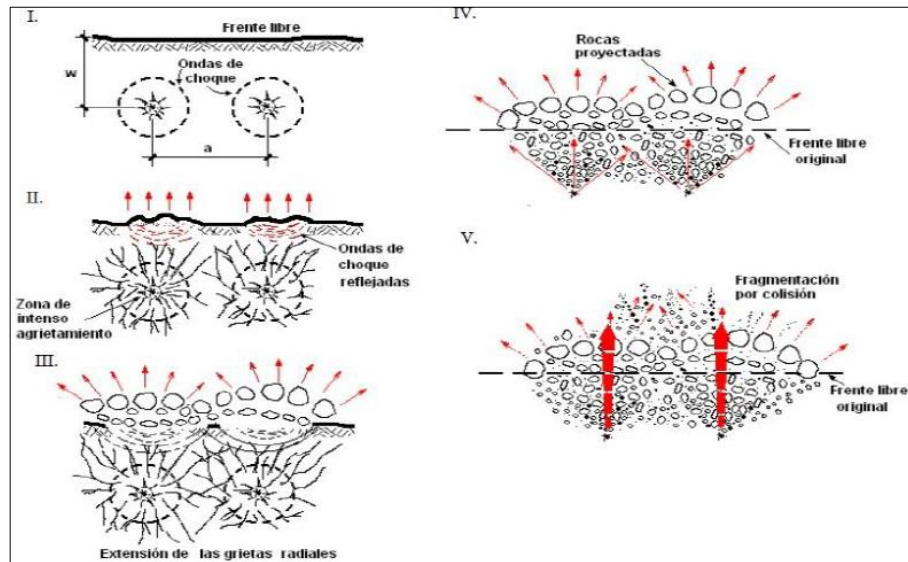 I.
Frente libre
W
Ondas de
choque
a
II.
Ondas de
choque
reflejadas
Zona de
intenso
agrietamiento
III.
Extensión de las grietas radiales
IV.
Rocas
proyectadas
Frente libre
original
V.
Fragmentación
por colisión
Frente libre
original